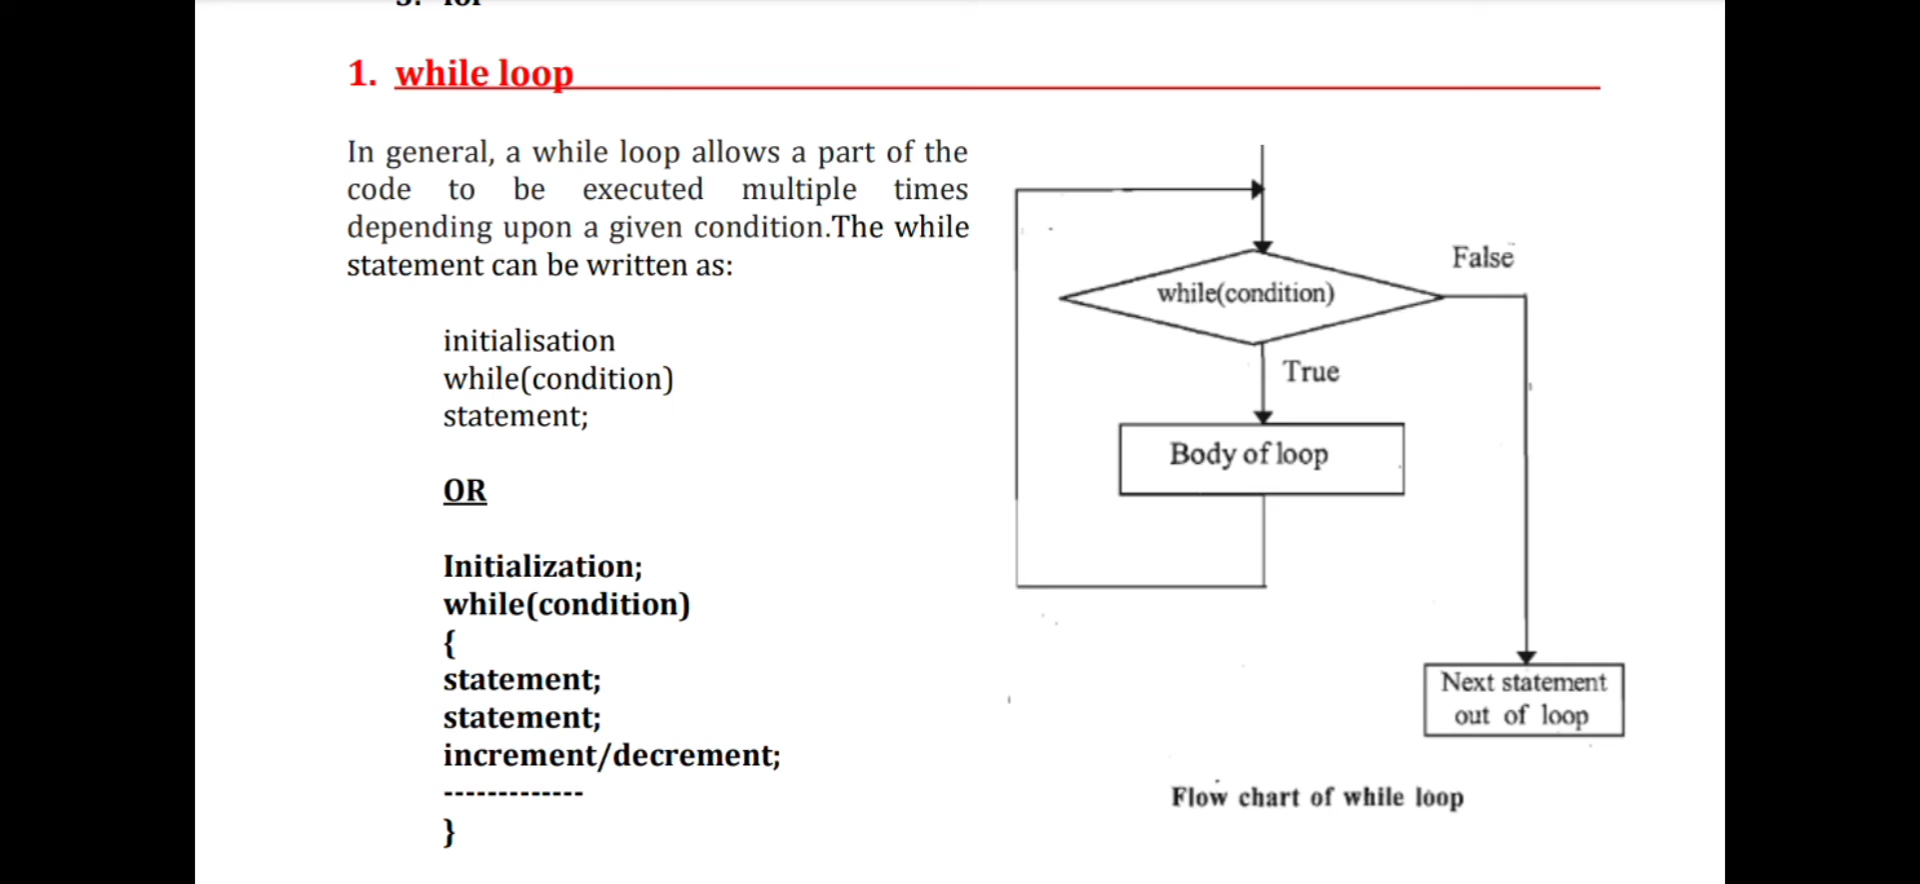 3. for
1. while loop
In general, a while loop allows a part of the
code to be executed multiple times
depending upon a given condition.The while
statement can be written as:
initialisation
while(condition)
statement;
OR
Initialization;
while(condition)
{
statement;
statement;
increment/decrement;
-------------
}
while(condition)
False
True
Body of loop
Next statement
out of loop
Flow chart of while loop